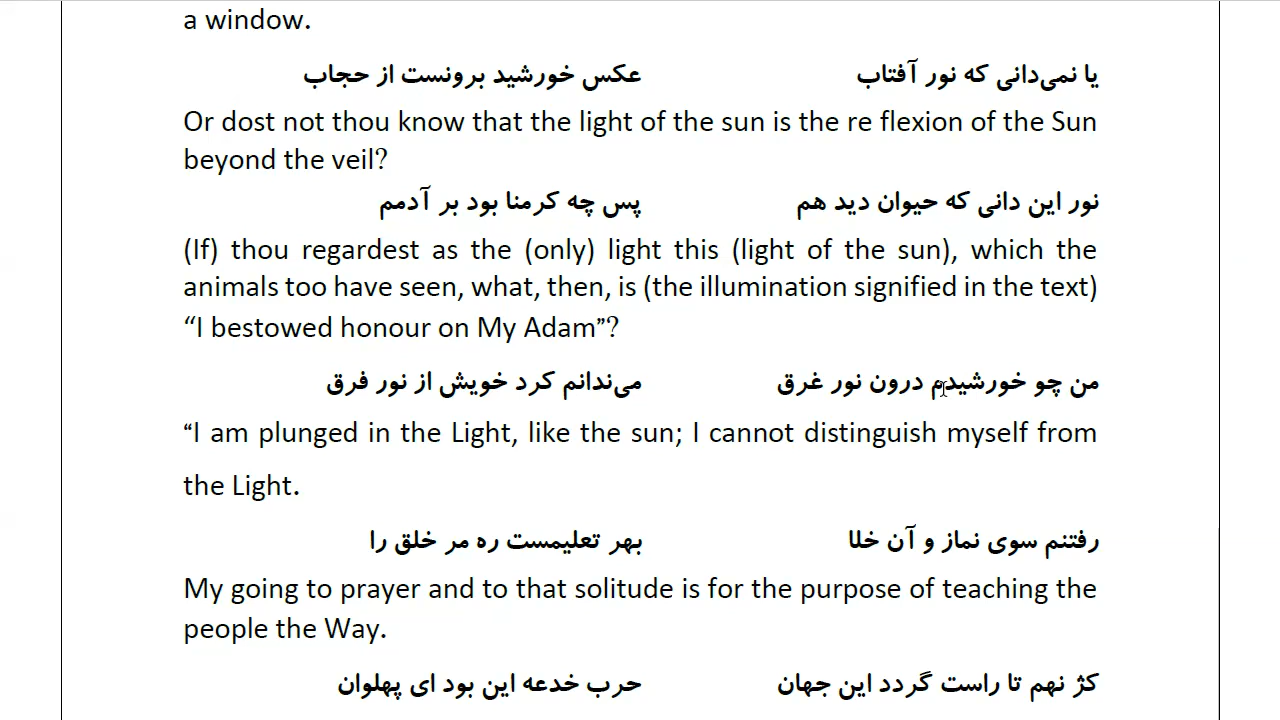 a window.
یا نمی‌دانی که نور آفتاب عکس خورشید برونست از حجاب
Or dost not thou know that the light of the sun is the re flexion of the Sun
beyond the veil?
نور این دانی که حیوان دید هم پس چه کرمنا بود بر آدمم
(If) thou regardest as the (only) light this (light of the sun), which the
animals too have seen, what, then, is (the illumination signified in the text)
“I bestowed honour on My Adam”?
من چو خورشیدم درون نور غرق می‌ندانم کرد خویش از نور فرق
“I am plunged in the Light, like the sun; I cannot distinguish myself from
the Light.
رفتنم سوی نماز و آن خلا بهر تعلیمست ره مر خلق را
My going to prayer and to that solitude is for the purpose of teaching the
people the Way.
کژ نهم تا راست گردد این جهان حرب خدعه این بود ای پهلوان